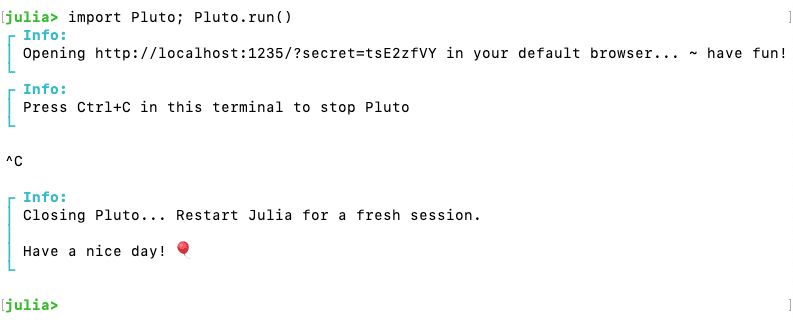 julia> import Pluto; Pluto.run()
Info:
Opening http://localhost:1235/?secret=tsE2zfVY in your default browser... ~ have fun!
Info:
Press Ctrl+C in this terminal to stop Pluto
^C
Info:
Closing Pluto... Restart Julia for a fresh session.
Have a nice day! 🎈
julia>